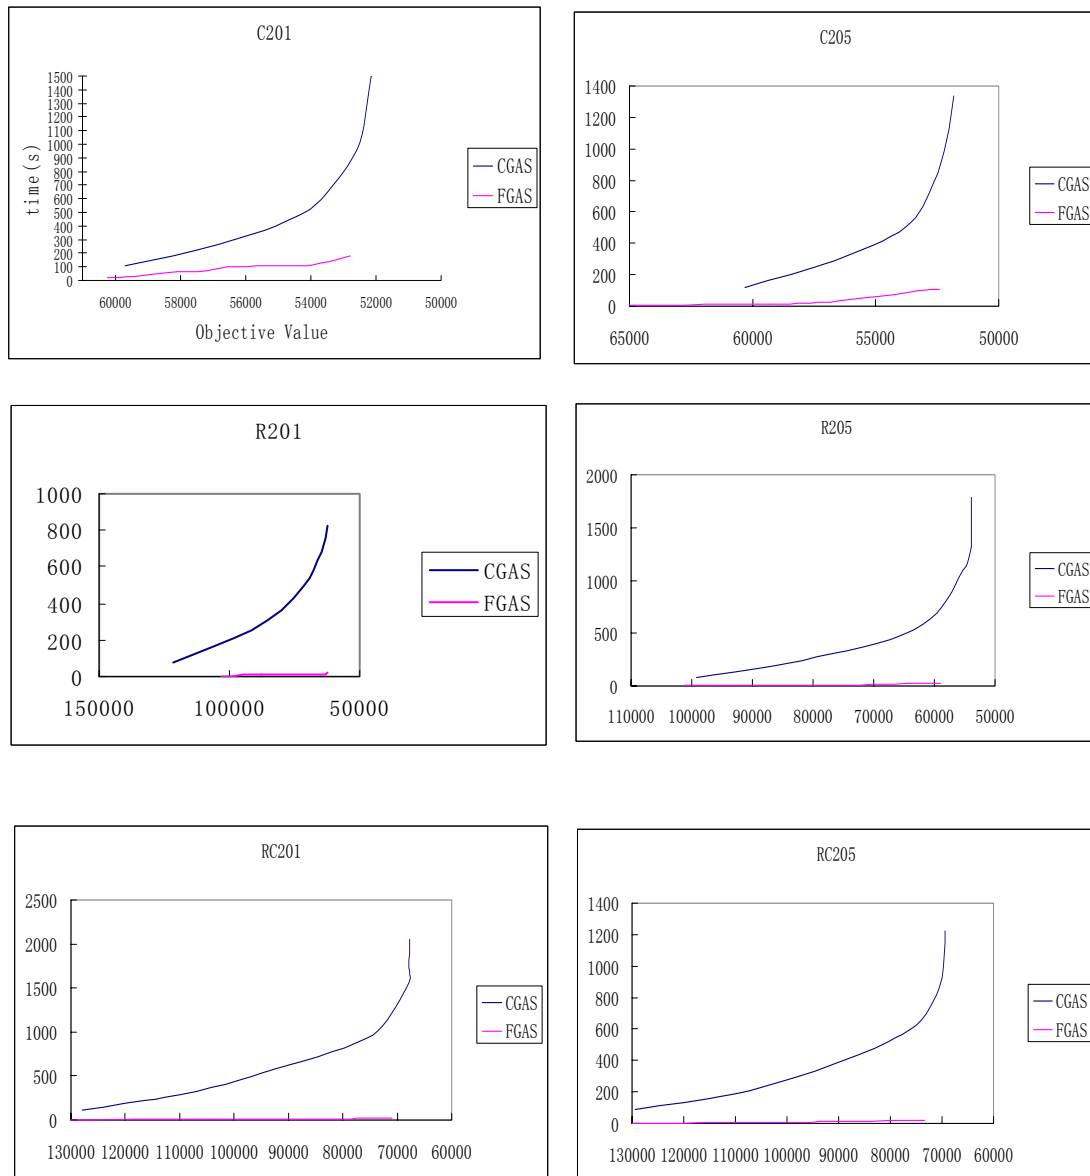 C201
1500
1400
1300
1200
1100
1000
900
800
700
600
500
400
300
200
100
0
time(s)
60000 58000 56000 54000 52000 50000
Objective Value
CGAS
FGAS
C205
1400
1200
1000
800
600
400
200
0
65000 60000 55000 50000
CGAS
FGAS
R201
1000
800
600
400
200
0
150000 100000 50000
CGAS
FGAS
R205
2000
1500
1000
500
0
110000 100000 90000 80000 70000 60000 50000
CGAS
FGAS
RC201
2500
2000
1500
1000
500
0
130000 120000 110000 100000 90000 80000 70000 60000
CGAS
FGAS
RC205
1400
1200
1000
800
600
400
200
0
130000 120000 110000 100000 90000 80000 70000 60000
CGAS
FGAS